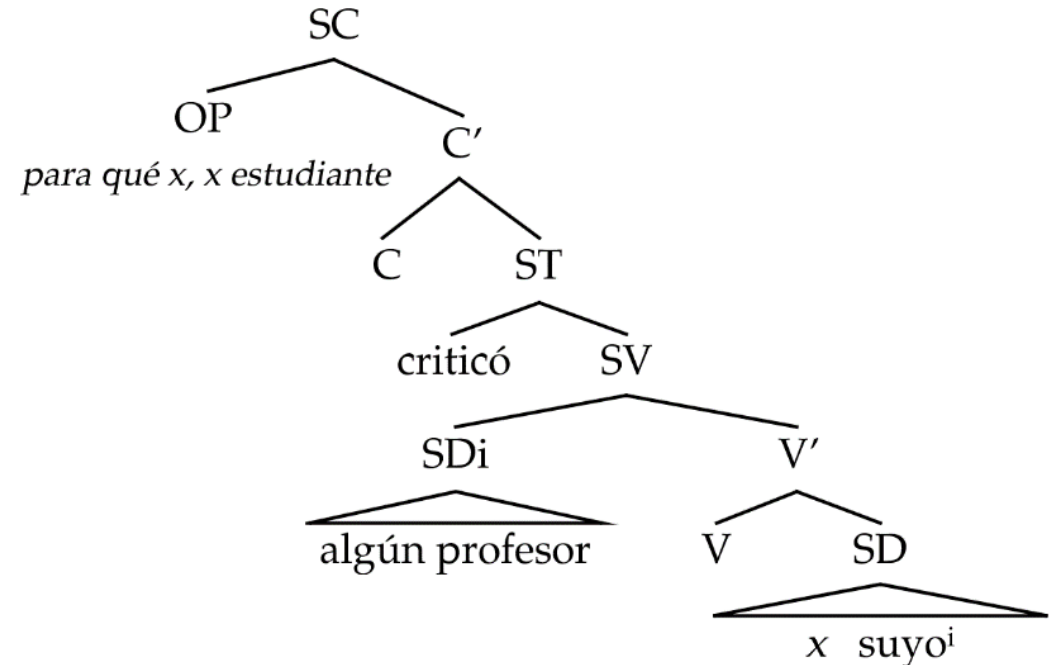 SC
OP
C′
para qué x, x estudiante
C ST
criticó SV
SDi V′
algún profesor V SD
x suyoⁱ